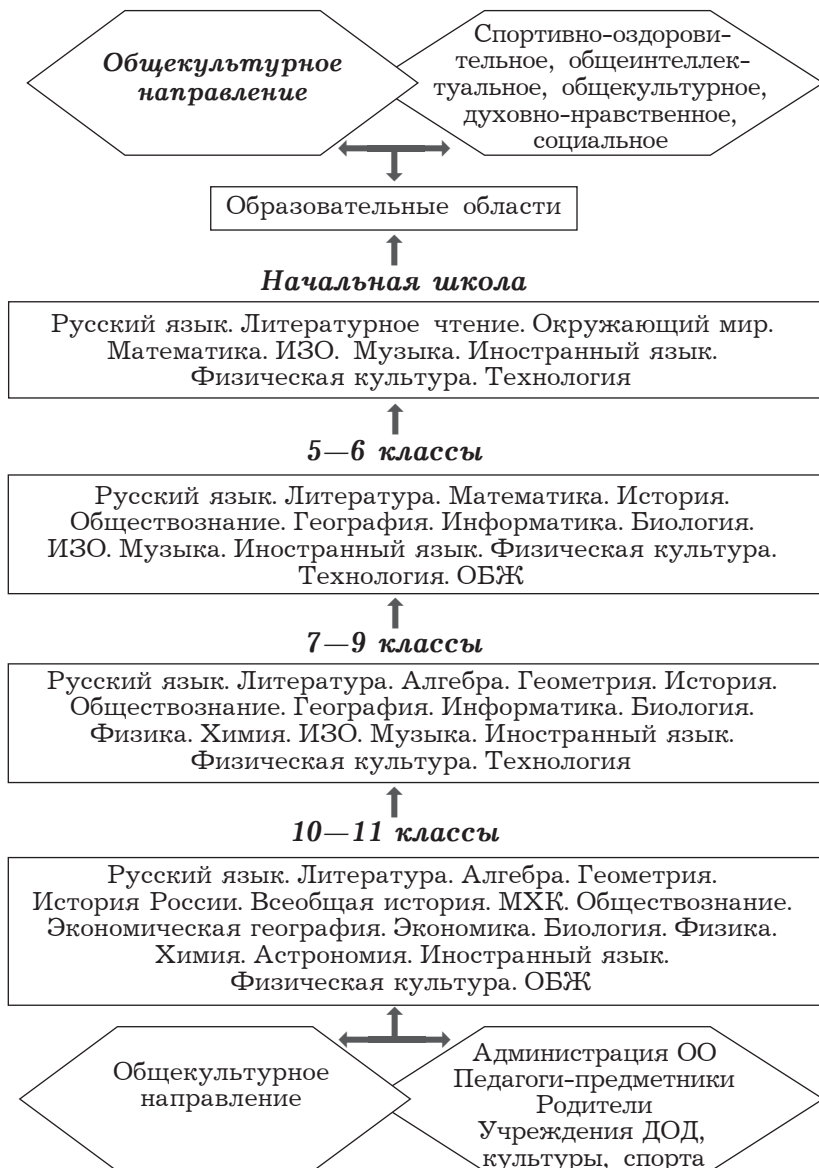 Общекультурное
направление
Спортивно-оздорови-
тельное, общеинтеллек-
туальное, общекультурное,
духовно-нравственное,
социальное
Образовательные области
Начальная школа
Русский язык. Литературное чтение. Окружающий мир.
Математика. ИЗО. Музыка. Иностранный язык.
Физическая культура. Технология
5—6 классы
Русский язык. Литература. Математика. История.
Обществознание. География. Информатика. Биология.
ИЗО. Музыка. Иностранный язык. Физическая культура.
Технология. ОБЖ
7—9 классы
Русский язык. Литература. Алгебра. Геометрия. История.
Обществознание. География. Информатика. Биология.
Физика. Химия. ИЗО. Музыка. Иностранный язык.
Физическая культура. Технология
10—11 классы
Русский язык. Литература. Алгебра. Геометрия.
История России. Всеобщая история. МХК. Обществознание.
Экономическая география. Экономика. Биология. Физика.
Химия. Астрономия. Иностранный язык.
Физическая культура. ОБЖ
Общекультурное
направление
Администрация ОО
Педагоги-предметники
Родители
Учреждения ДОД,
культуры, спорта